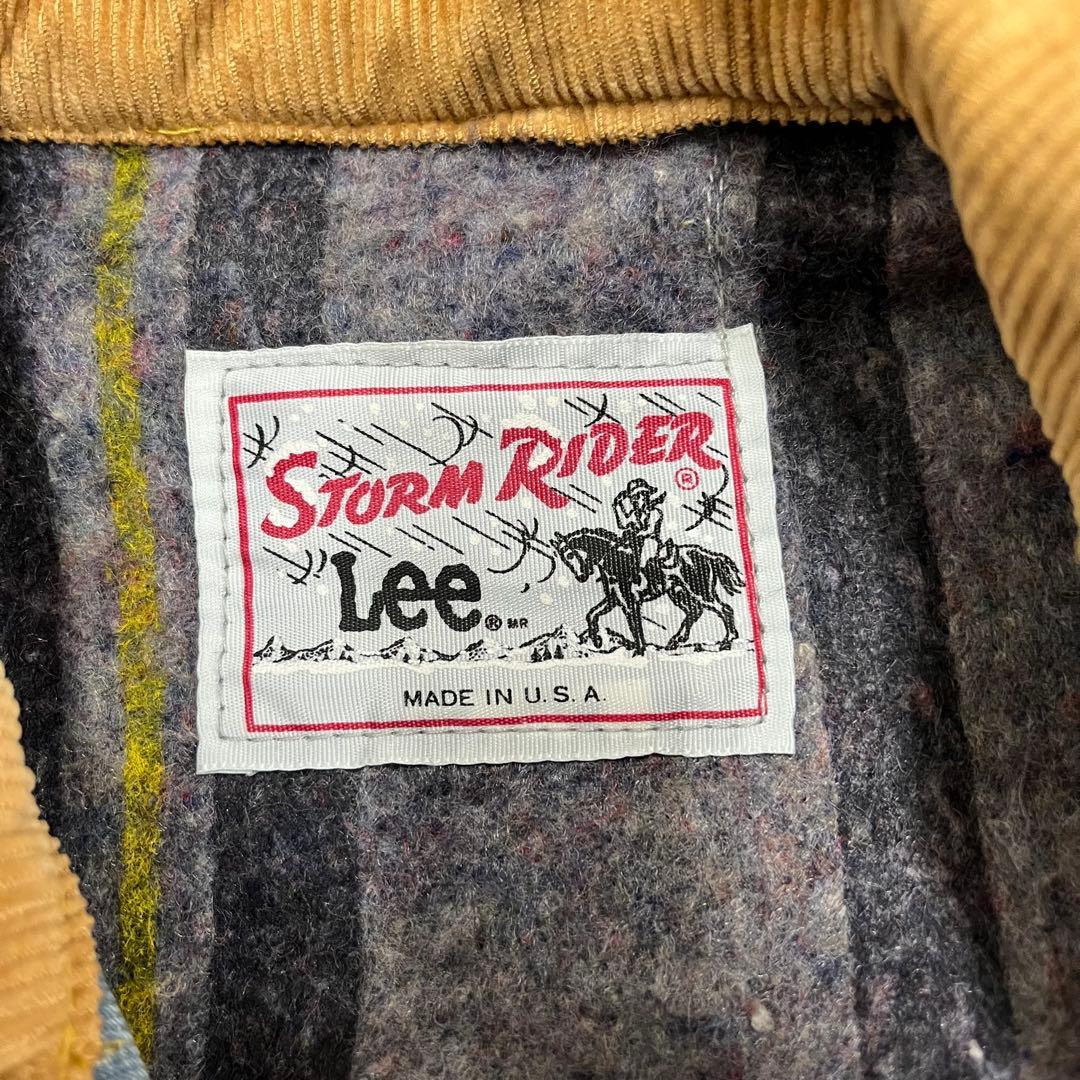 STORM RIDER ®
Lee® MR
MADE IN U.S.A.